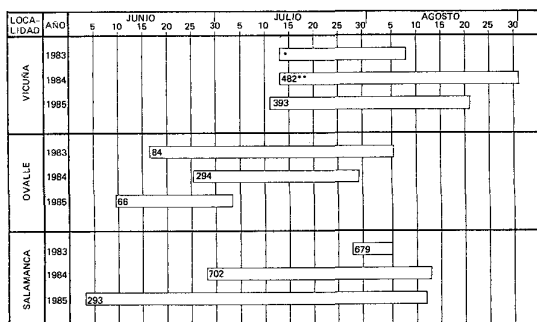 LOCA-
LIDAD AÑO JUNIO JULIO AGOSTO
5 10 15 20 25 30 5 10 15 20 25 30 5 10 15 20 25 30
VICUÑA
1983 *
1984 482**
1985 393
OVALLE
1983 84
1984 294
1985 66
SALAMANCA
1983 679
1984 702
1985 293